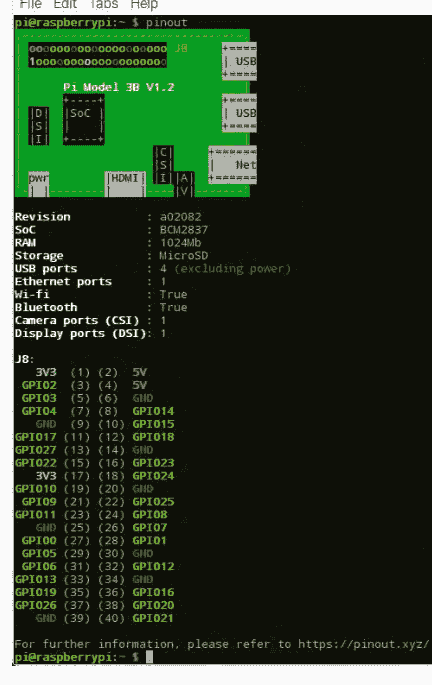 File Edit Tabs Help
pi@raspberrypi:~ $ pinout
oooooooooooooooooooo J8
1ooooooooooooooooooo | USB
Pi Model 3B V1.2
|D |SoC | | USB
|S
|I
|C
|S | Net
pwr |HDMI| |I||A
|V
Revision : a02082
SoC : BCM2837
RAM : 1024Mb
Storage : MicroSD
USB ports : 4 (excluding power)
Ethernet ports : 1
Wi-fi : True
Bluetooth : True
Camera ports (CSI) : 1
Display ports (DSI): 1
J8:
3V3 (1) (2) 5V
GPIO2 (3) (4) 5V
GPIO3 (5) (6) GND
GPIO4 (7) (8) GPIO14
GND (9) (10) GPIO15
GPIO17 (11) (12) GPIO18
GPIO27 (13) (14) GND
GPIO22 (15) (16) GPIO23
3V3 (17) (18) GPIO24
GPIO10 (19) (20) GND
GPIO9 (21) (22) GPIO25
GPIO11 (23) (24) GPIO8
GND (25) (26) GPIO7
GPIO0 (27) (28) GPIO1
GPIO5 (29) (30) GND
GPIO6 (31) (32) GPIO12
GPIO13 (33) (34) GND
GPIO19 (35) (36) GPIO16
GPIO26 (37) (38) GPIO20
GND (39) (40) GPIO21
For further information, please refer to https://pinout.xyz/
pi@raspberrypi:~ $